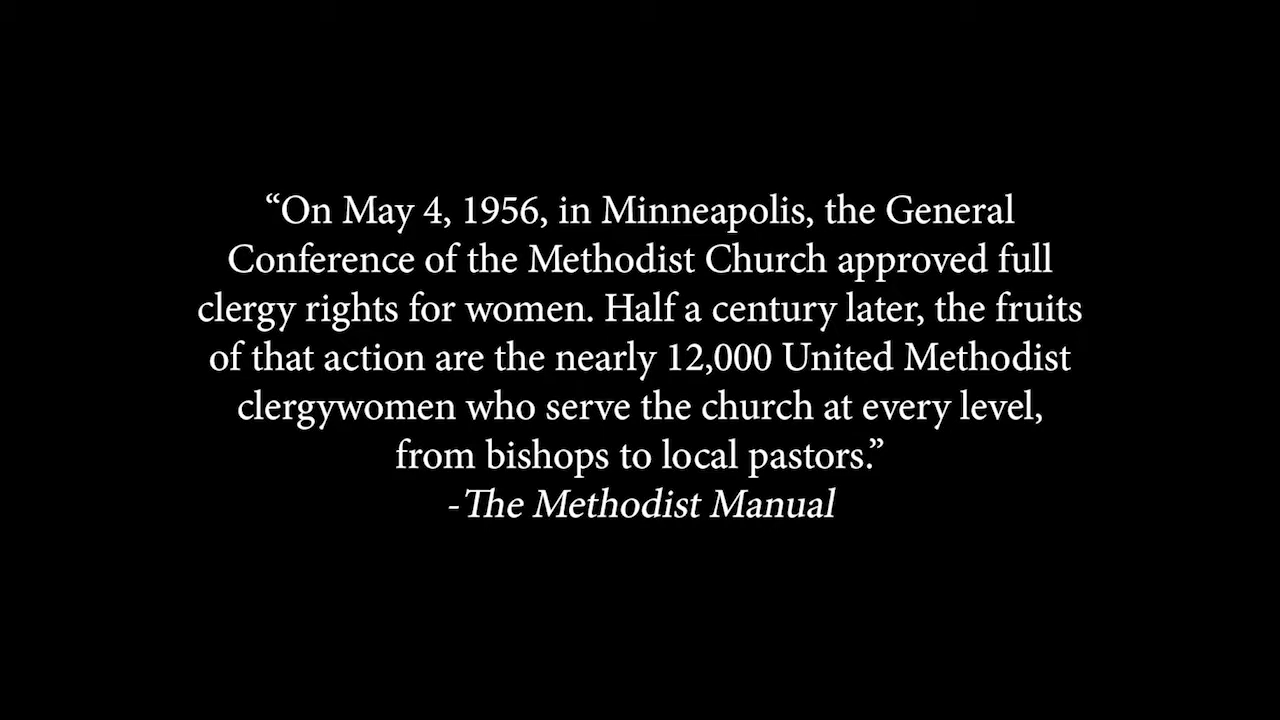 “On May 4, 1956, in Minneapolis, the General
Conference of the Methodist Church approved full
clergy rights for women. Half a century later, the fruits
of that action are the nearly 12,000 United Methodist
clergywomen who serve the church at every level,
from bishops to local pastors.”
-The Methodist Manual